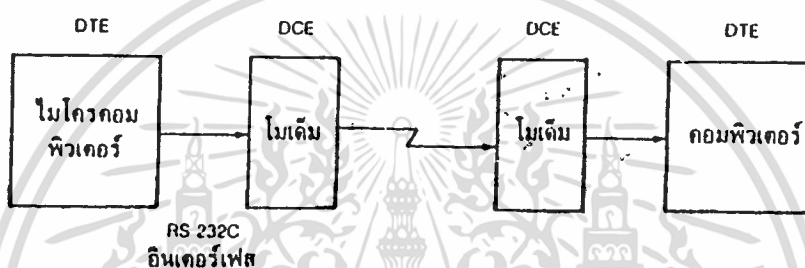 DTE
DCE
DCE
DTE
ไมโครคอม
พิวเตอร์
โมเด็ม
โมเด็ม
คอมพิวเตอร์
RS 232C
อินเตอร์เฟส